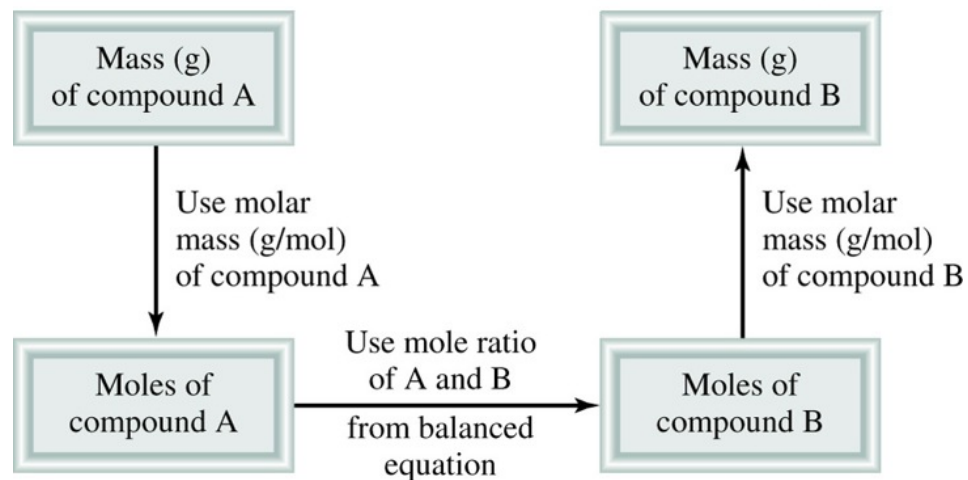 Mass (g)
of compound A
Mass (g)
of compound B
Use molar
mass (g/mol)
of compound A
Use molar
mass (g/mol)
of compound B
Moles of
compound A
Use mole ratio
of A and B
from balanced
equation
Moles of
compound B